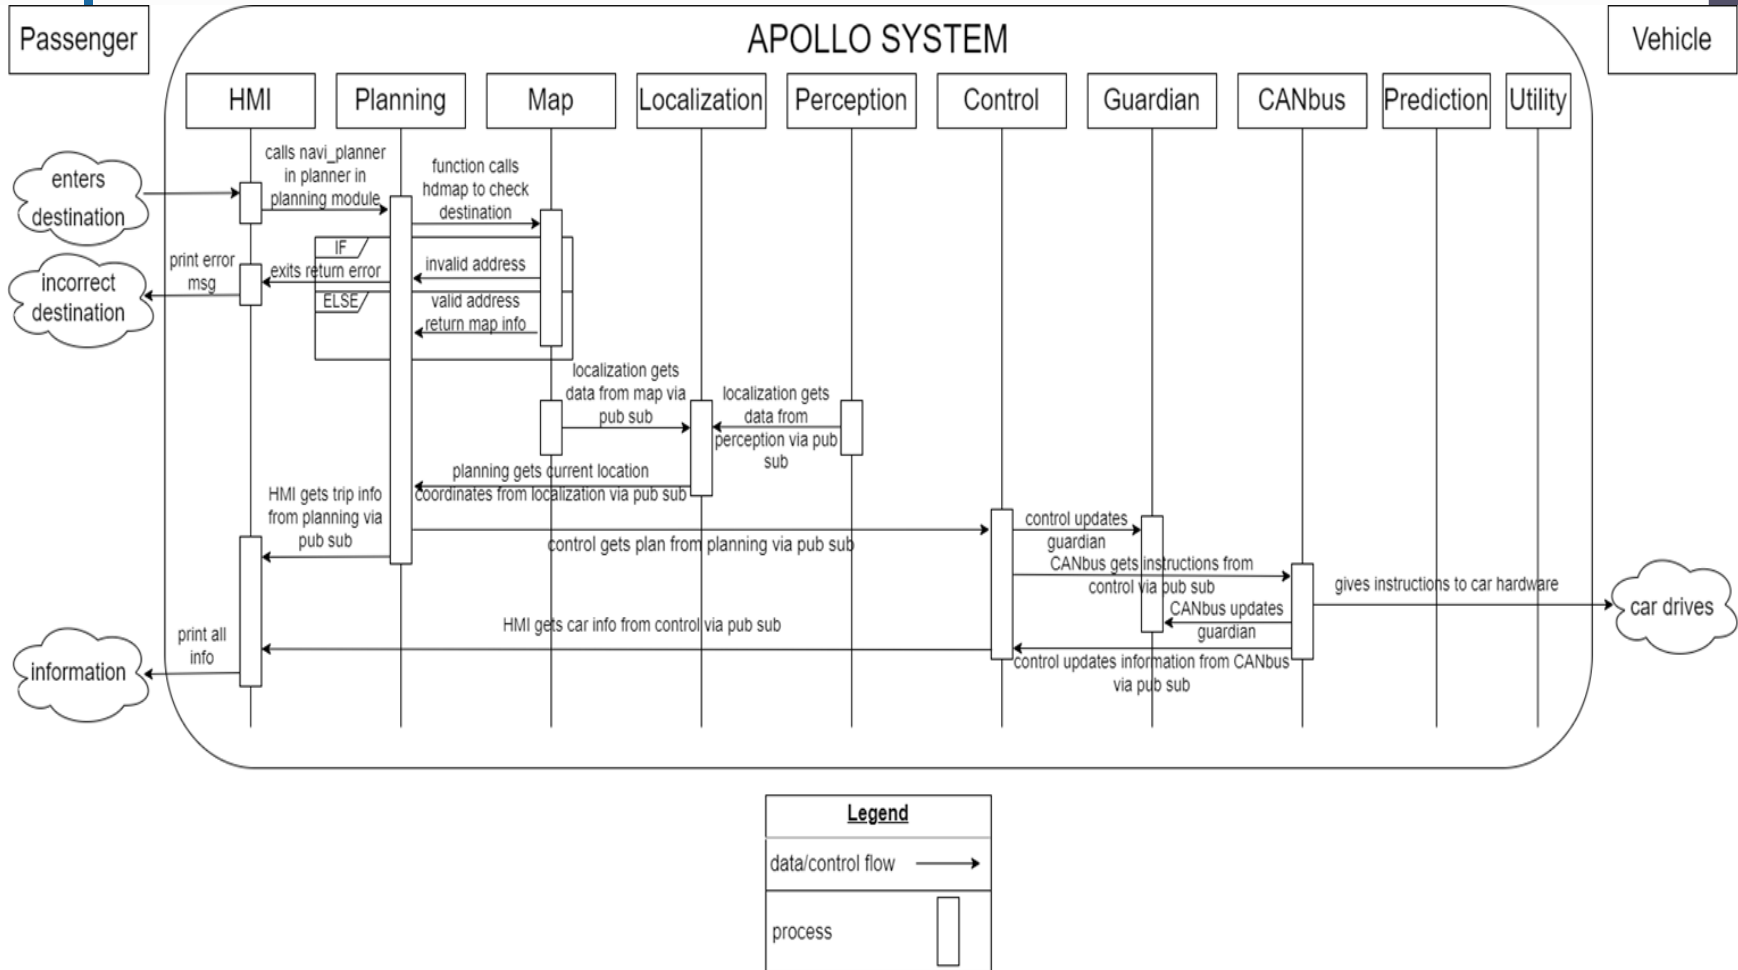 Passenger
APOLLO SYSTEM
Vehicle
HMI
Planning
Map
Localization
Perception
Control
Guardian
CANbus
Prediction
Utility
enters
destination
calls navi_planner
in planner in
planning module
function calls
hdmap to check
destination
IF
invalid address
exits return error
print error
msg
incorrect
destination
ELSE
valid address
return map info
localization gets
data from map via
pub sub
localization gets
data from
perception via pub
sub
planning gets current location
coordinates from localization via pub sub
HMI gets trip info
from planning via
pub sub
control gets plan from planning via pub sub
control updates
guardian
CANbus gets instructions from
control via pub sub
gives instructions to car hardware
car drives
CANbus updates
guardian
HMI gets car info from control via pub sub
control updates information from CANbus
via pub sub
print all
info
information
Legend
data/control flow
process